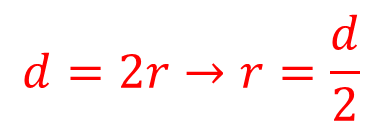 d = 2r → r = d/2